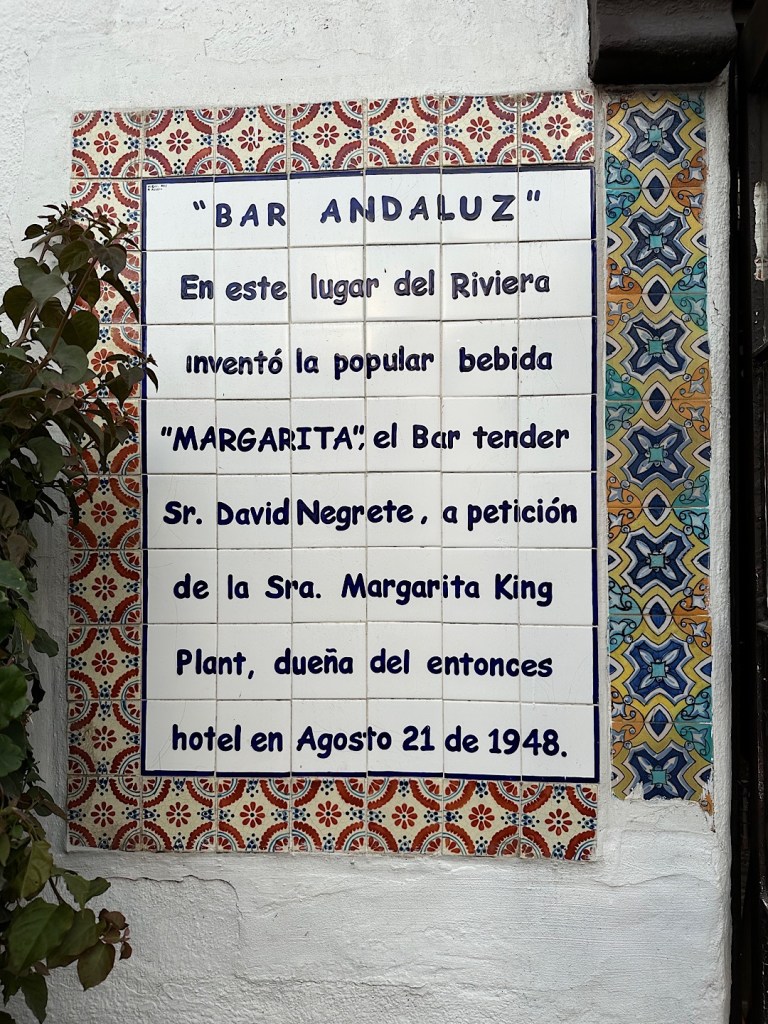 "BAR ANDALUZ"
En este lugar del Riviera
inventó la popular bebida
"MARGARITA", el Bar tender
Sr. David Negrete, a petición
de la Sra. Margarita King
Plant, dueña del entonces
hotel en Agosto 21 de 1948.